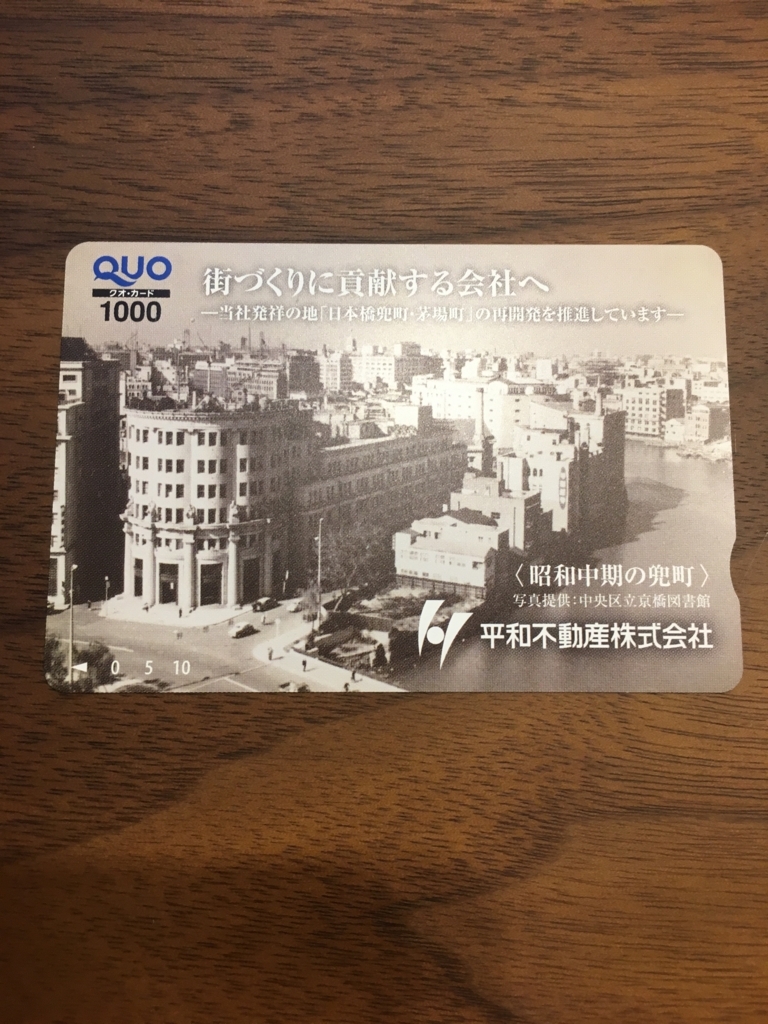 QUO
クオ・カード
1000
街づくりに貢献する会社へ
―当社発祥の地「日本橋兜町・茅場町」の再開発を推進しています―
〈昭和中期の兜町〉
写真提供：中央区立京橋図書館
平和不動産株式会社
◀ 0 5 10